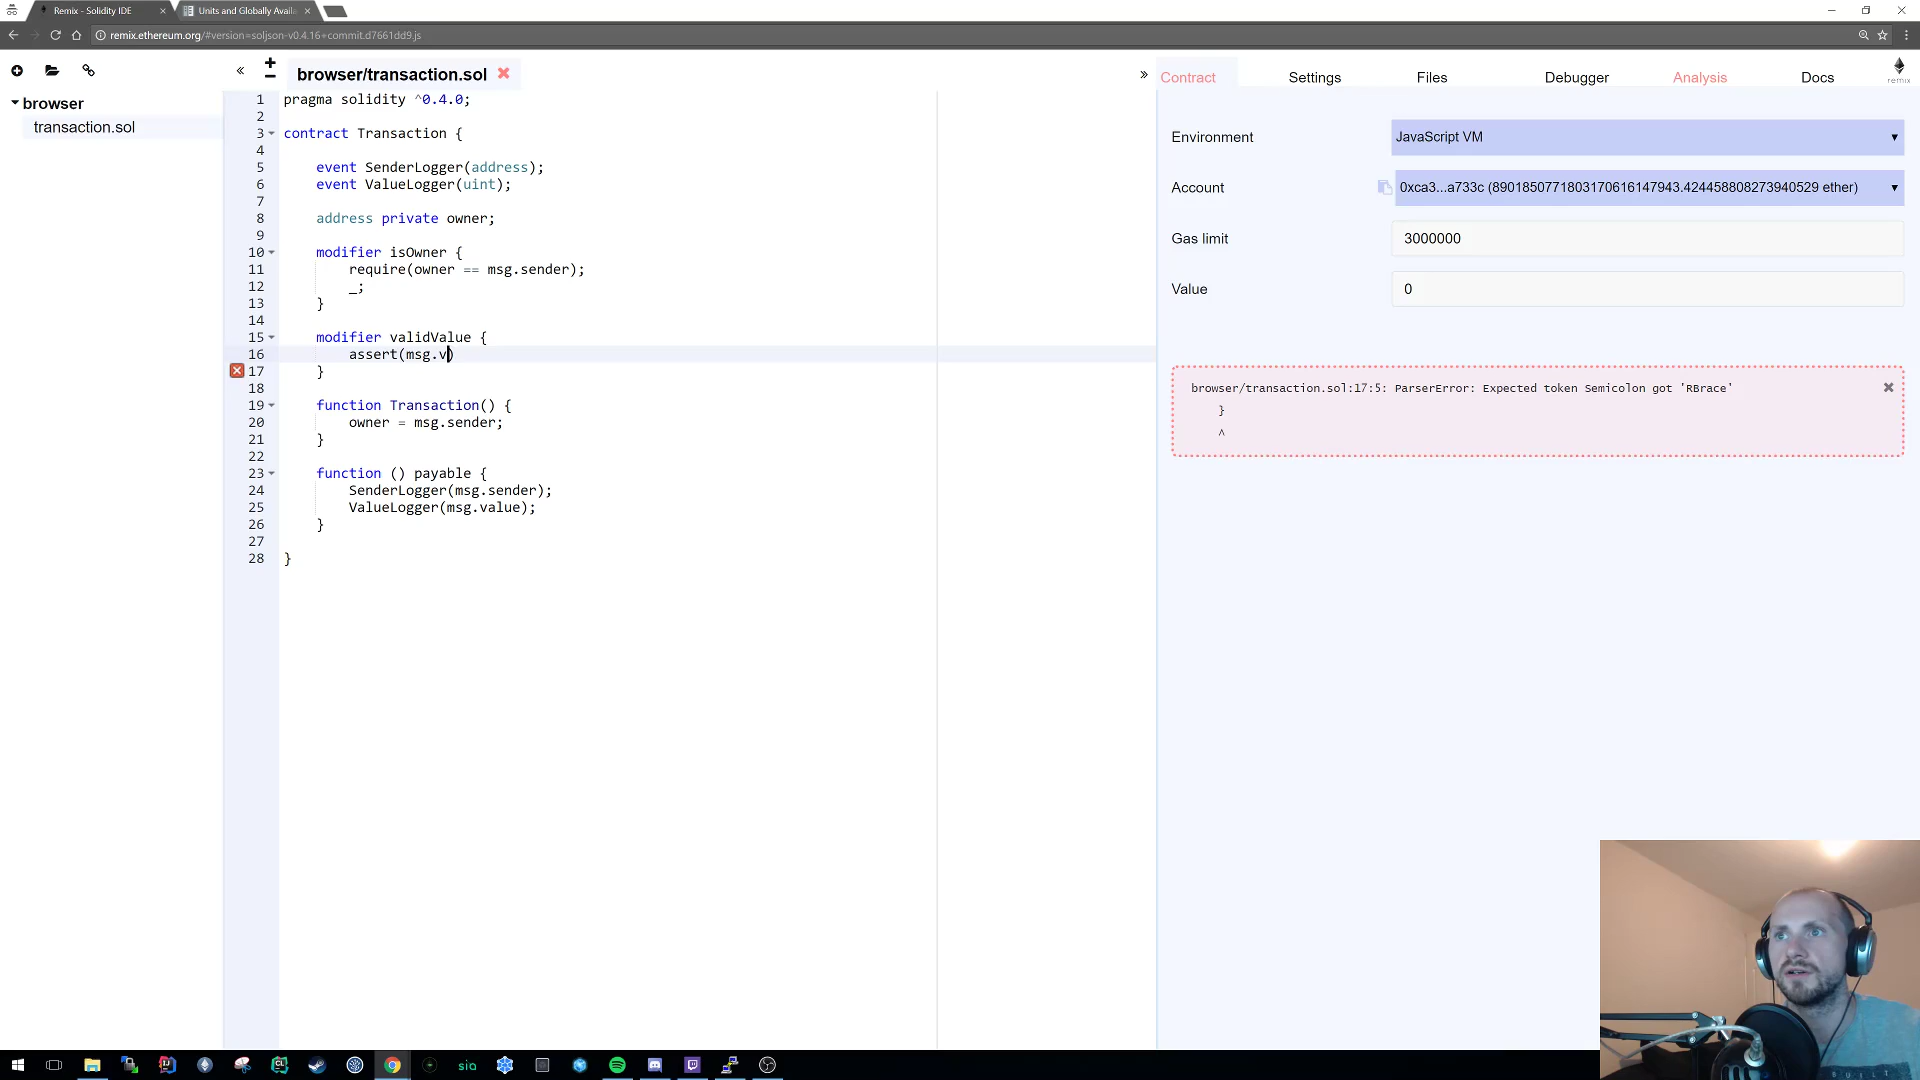 Remix - Solidity IDE
Units and Globally Availa
remix.ethereum.org/#version=soljson-v0.4.16+commit.d7661dd9.js
browser/transaction.sol
Contract
Settings
Files
Debugger
Analysis
Docs
remix
browser
transaction.sol
1 pragma solidity ^0.4.0;
2
3 contract Transaction {
4
5 event SenderLogger(address);
6 event ValueLogger(uint);
7
8 address private owner;
9
10 modifier isOwner {
11 require(owner == msg.sender);
12 _;
13 }
14
15 modifier validValue {
16 assert(msg.v)
17 }
18
19 function Transaction() {
20 owner = msg.sender;
21 }
22
23 function () payable {
24 SenderLogger(msg.sender);
25 ValueLogger(msg.value);
26 }
27
28 }
Environment
JavaScript VM
Account
0xca3...a733c (8901850771803170616147943.424458808273940529 ether)
Gas limit
3000000
Value
0
browser/transaction.sol:17:5: ParserError: Expected token Semicolon got 'RBrace'
}
^
sia